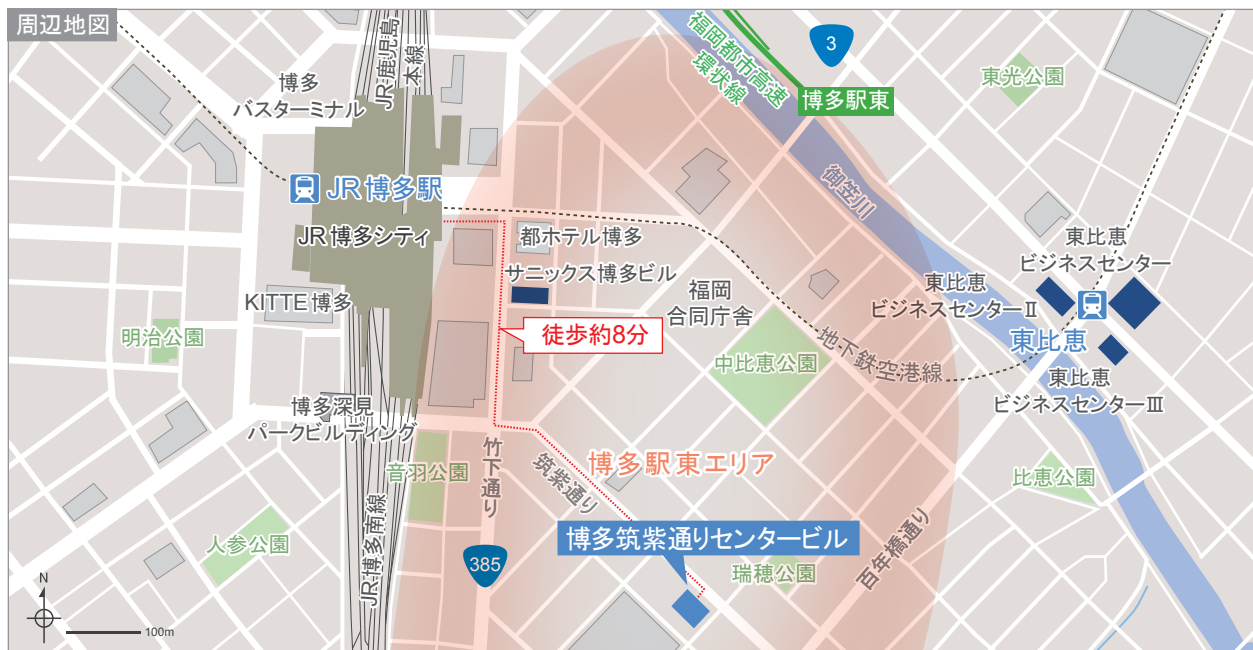 周辺地図
博多
バスターミナル
JR鹿児島
本線
福岡都市高速
環状線
3
博多駅東
東光公園
JR博多駅
御笠川
JR博多シティ
都ホテル博多
サニックス博多ビル
東比恵
ビジネスセンター
東比恵
ビジネスセンターⅡ
福岡
合同庁舎
KITTE博多
明治公園
徒歩約8分
地下鉄空港線
東比恵
中比恵公園
東比恵
ビジネスセンターⅢ
博多深見
パークビルディング
音羽公園
竹下通り
筑紫通り
博多駅東エリア
比恵公園
JR博多南線
人参公園
385
博多筑紫通りセンタービル
瑞穂公園
百年橋通り
N
100m